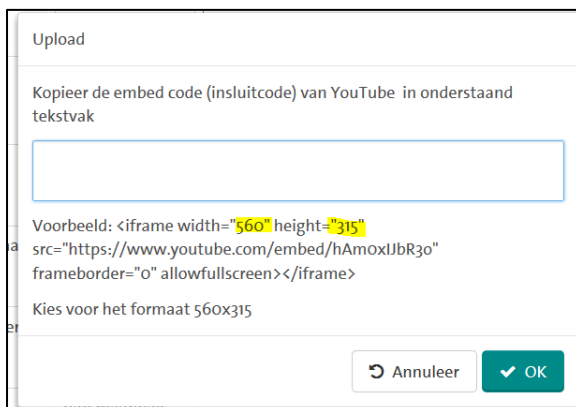 Upload
Kopieer de embed code (insluitcode) van YouTube in onderstaand
tekstvak
Voorbeeld: <iframe width="560" height="315"
src="https://www.youtube.com/embed/hAm0xIJbR30"
frameborder="0" allowfullscreen></iframe>
Kies voor het formaat 560x315
Annuleer
OK